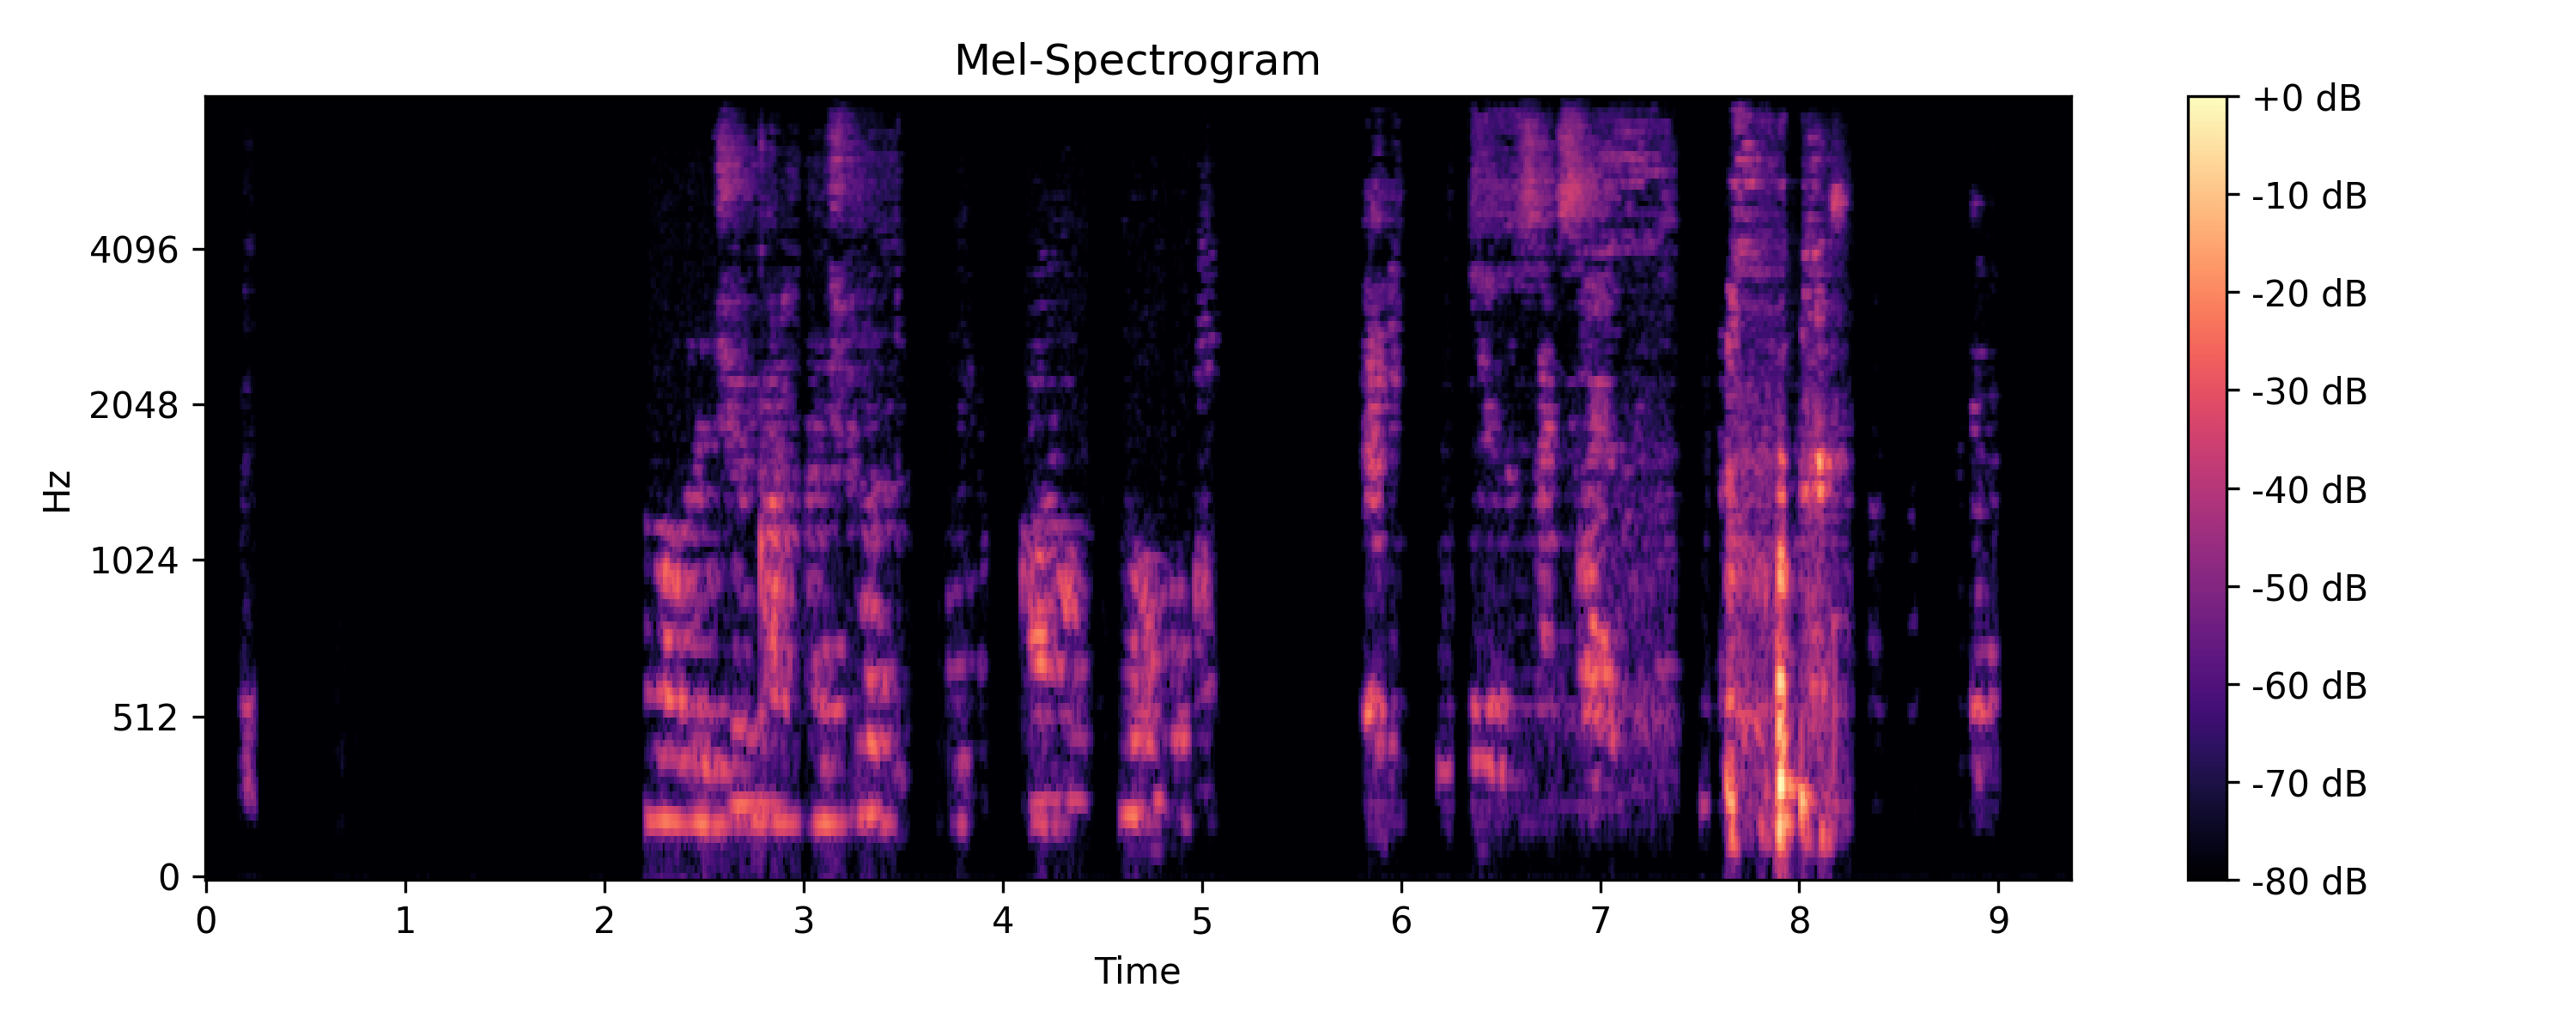 Mel-Spectrogram
+0 dB
-10 dB
-20 dB
-30 dB
-40 dB
-50 dB
-60 dB
-70 dB
-80 dB
Hz
4096
2048
1024
512
0
0 1 2 3 4 5 6 7 8 9
Time